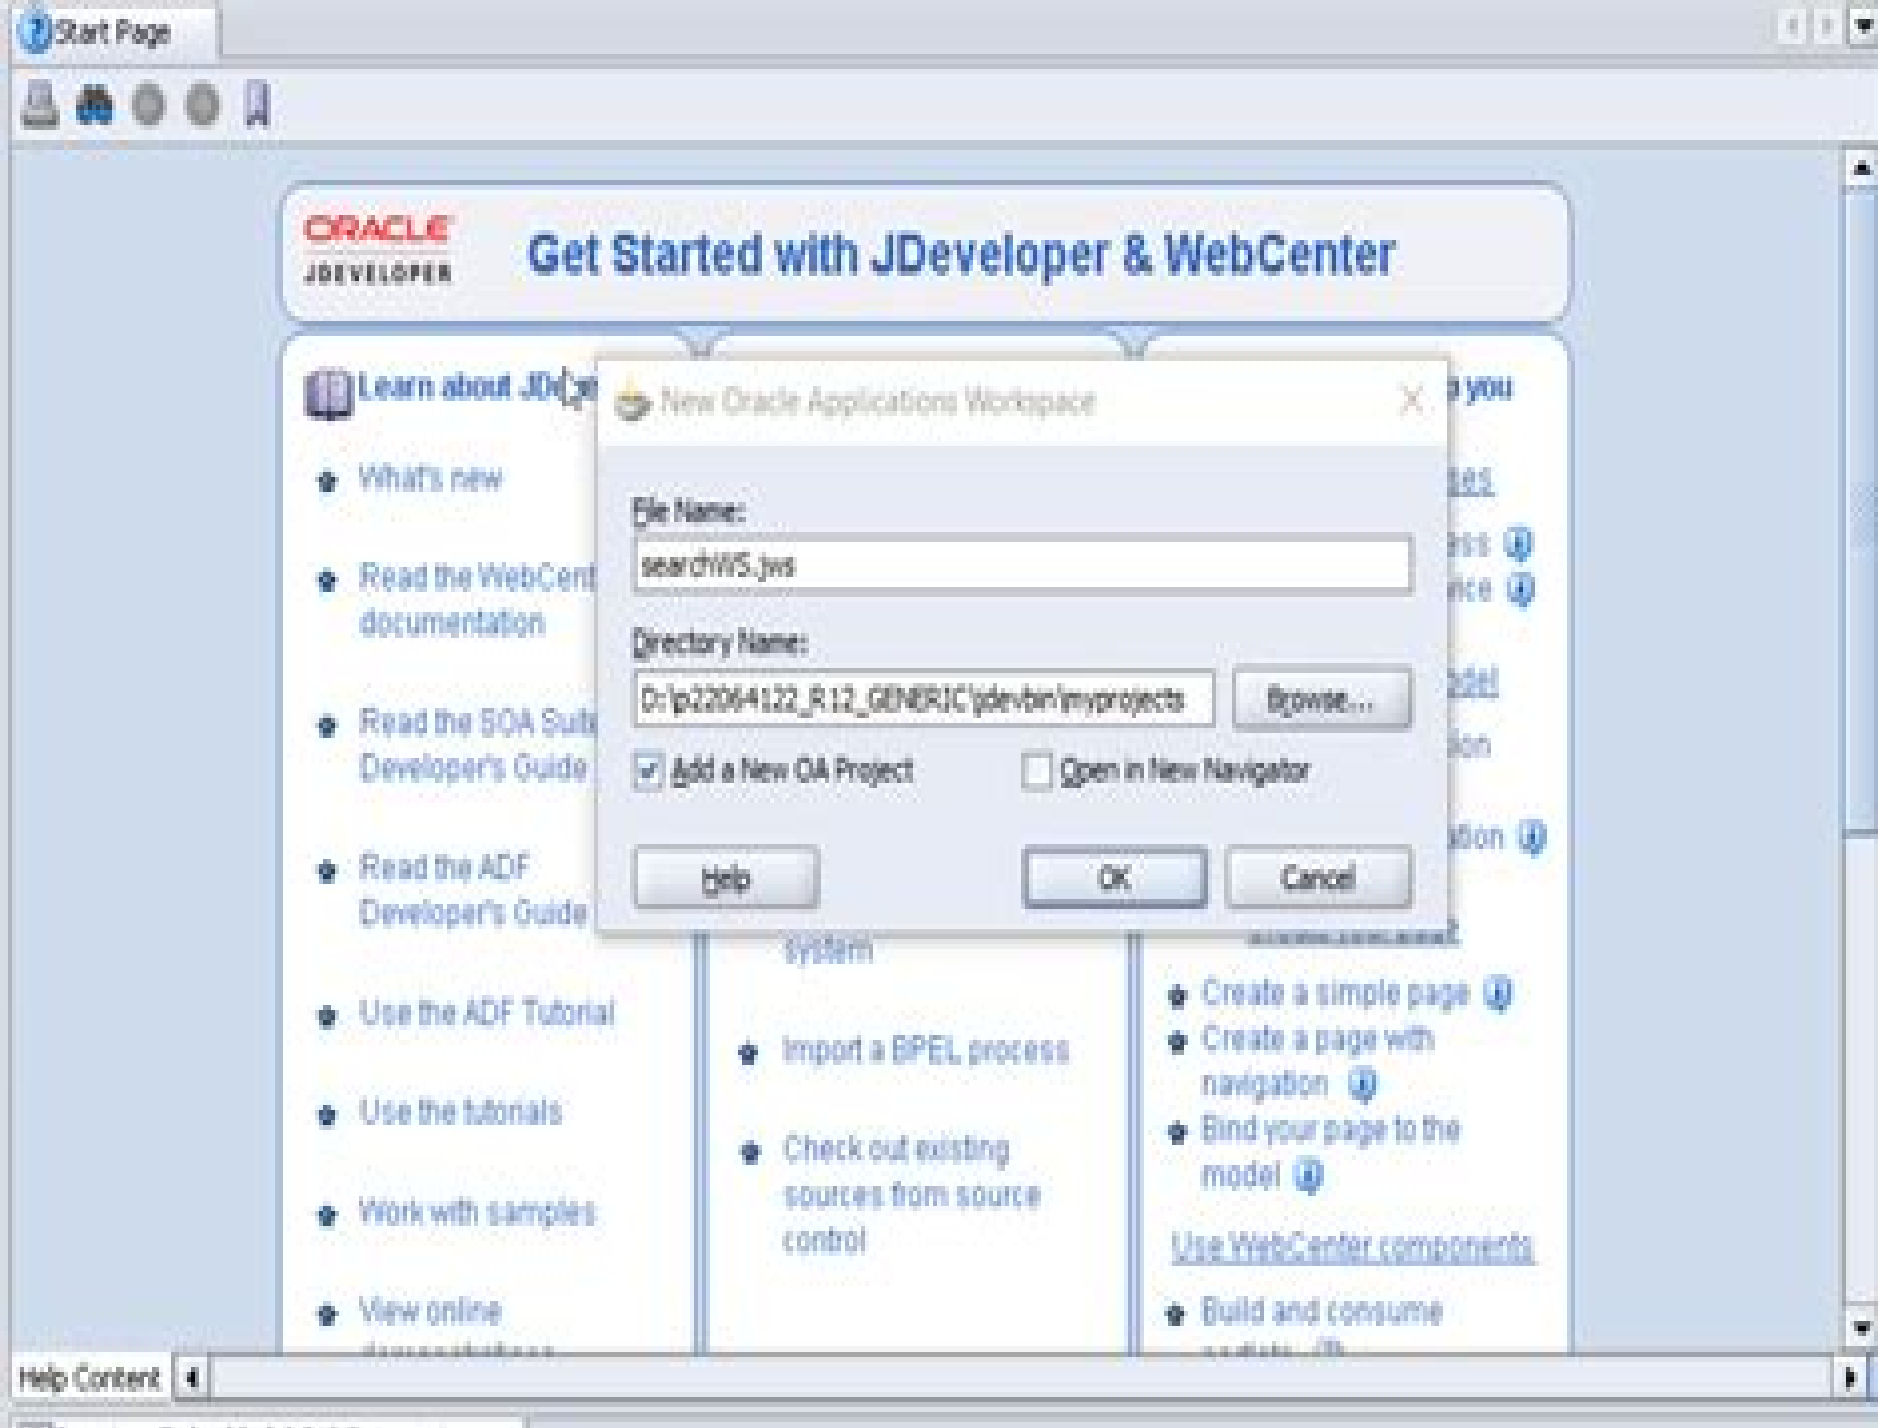 Start Page
ORACLE
JDEVELOPER
Get Started with JDeveloper & WebCenter
Learn about
What's new
Read the
documentation
Read the SOA
Developer's Guide
Read the ADF
Developer's Guide
Use the ADF Tutorial
Use the tutorials
Work with samples
View online
New Oracle Applications Workspace
File Name:
searchWS.jws
Directory Name:
D:\p22064122_R12_GENERIC\jdevbin\myprojects
Browse...
Add a New OA Project
Open in New Navigator
Help
OK
Cancel
system
Import a BPEL process
Check out existing
sources from source
control
you
Create a simple page
Create a page with
navigation
Bind your page to the
model
Use WebCenter components
Build and consume
Help Content